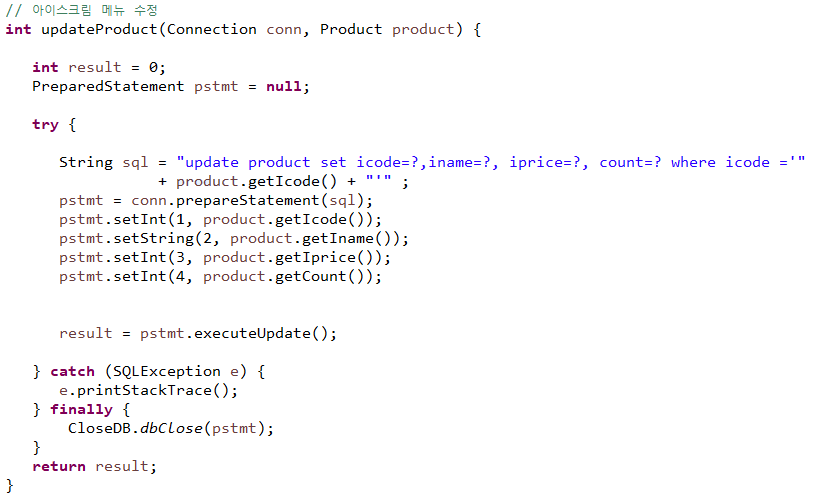 // 아이스크림 메뉴 수정
int updateProduct(Connection conn, Product product) {
int result = 0;
PreparedStatement pstmt = null;
try {
String sql = "update product set icode=?,iname=?, iprice=?, count=? where icode ='"
+ product.getIcode() + "'" ;
pstmt = conn.prepareStatement(sql);
pstmt.setInt(1, product.getIcode());
pstmt.setString(2, product.getIname());
pstmt.setInt(3, product.getIprice());
pstmt.setInt(4, product.getCount());
result = pstmt.executeUpdate();
} catch (SQLException e) {
e.printStackTrace();
} finally {
CloseDB.dbClose(pstmt);
}
return result;
}